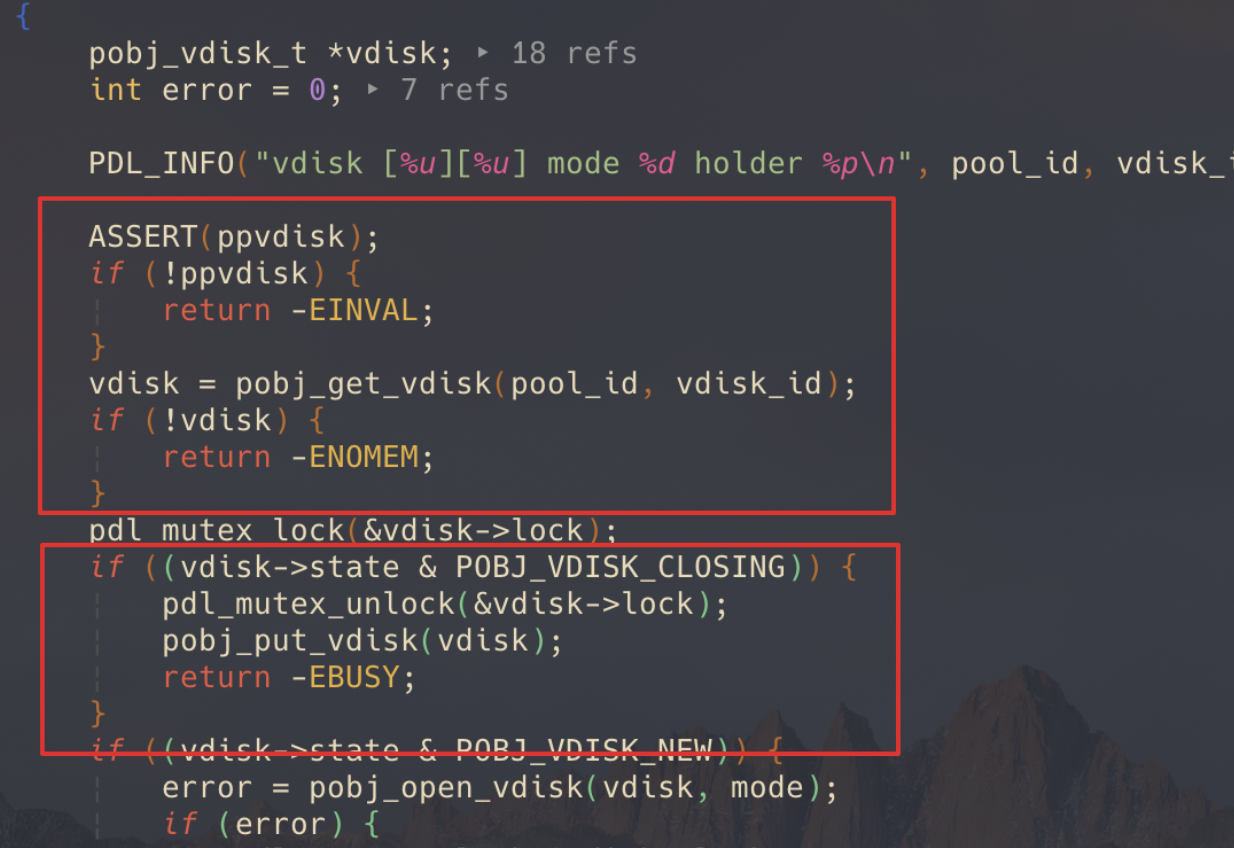 {
pobj_vdisk_t *vdisk; ▸ 18 refs
int error = 0; ▸ 7 refs
PDL_INFO("vdisk [%u][%u] mode %d holder %p\n", pool_id, vdisk_
ASSERT(ppvdisk);
if (!ppvdisk) {
return -EINVAL;
}
vdisk = pobj_get_vdisk(pool_id, vdisk_id);
if (!vdisk) {
return -ENOMEM;
}
pdl_mutex_lock(&vdisk->lock);
if ((vdisk->state & POBJ_VDISK_CLOSING)) {
pdl_mutex_unlock(&vdisk->lock);
pobj_put_vdisk(vdisk);
return -EBUSY;
}
if ((vdisk->state & POBJ_VDISK_NEW)) {
error = pobj_open_vdisk(vdisk, mode);
if (error) {